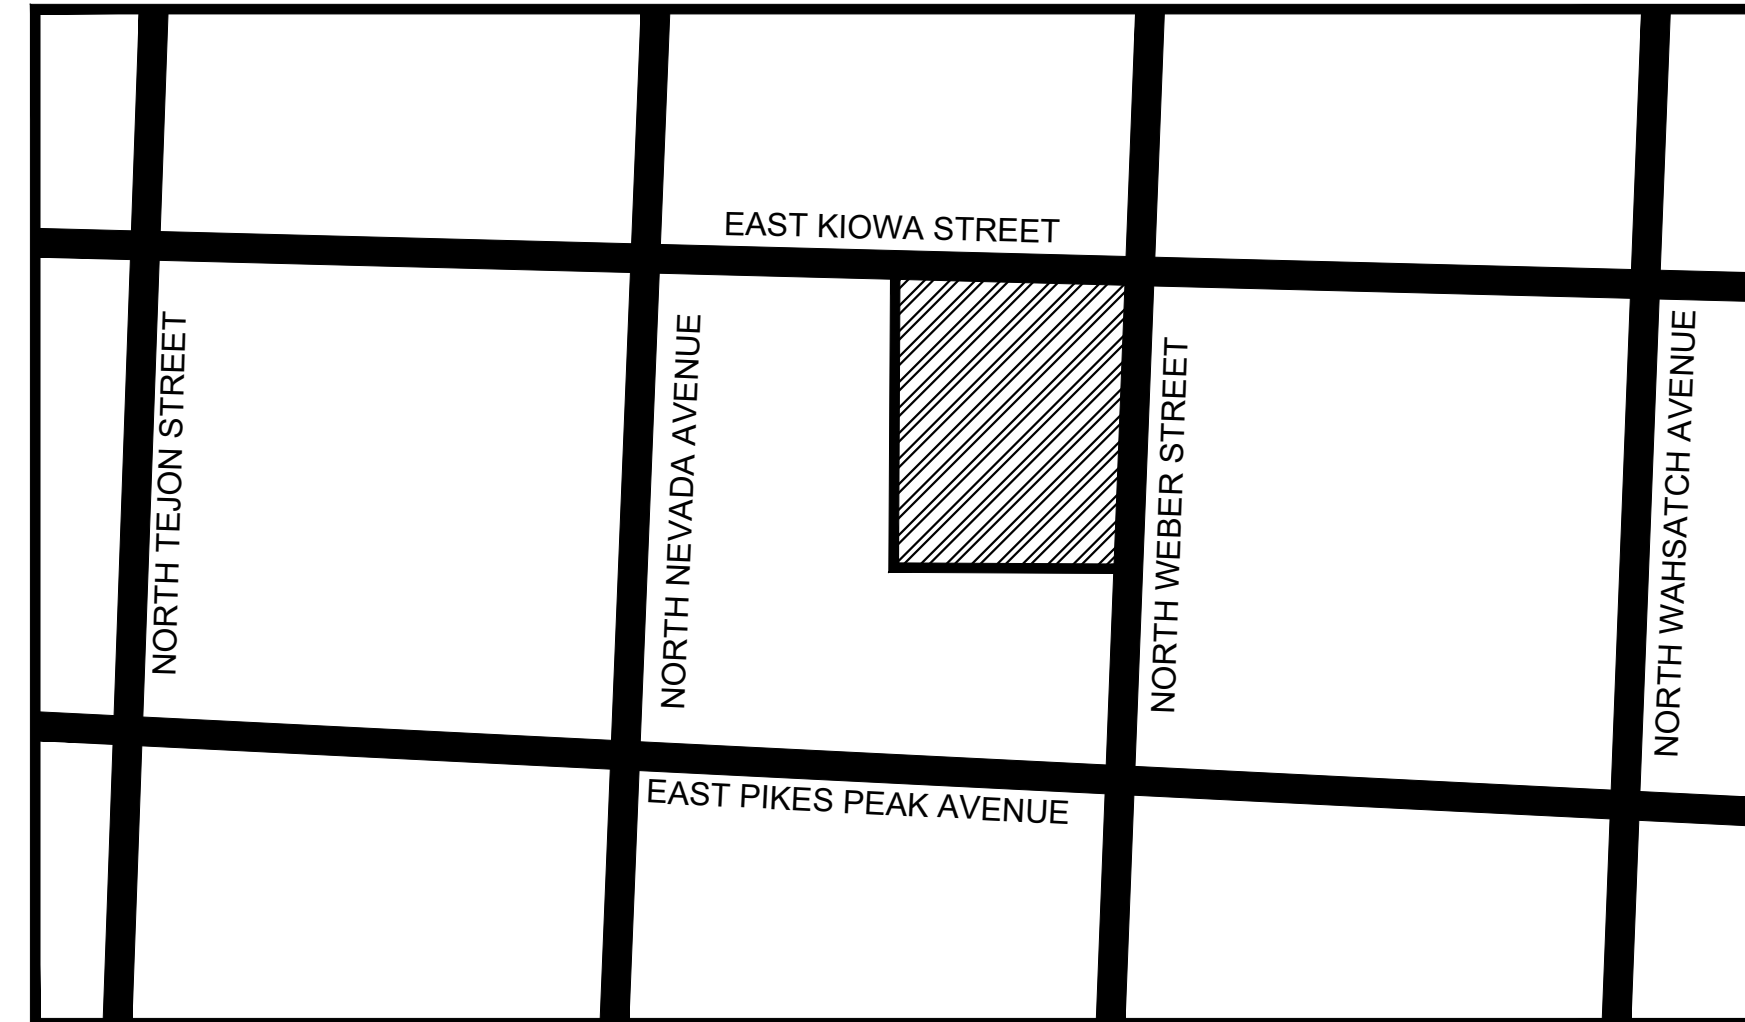 EAST KIOWA STREET
NORTH TEJON STREET
NORTH NEVADA AVENUE
NORTH WEBER STREET
NORTH WAHSATCH AVENUE
EAST PIKES PEAK AVENUE